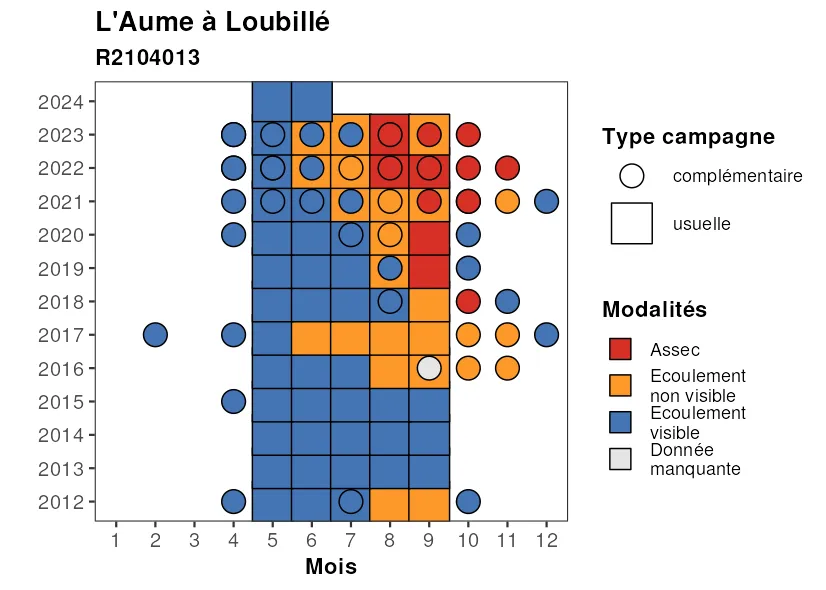 L'Aume à Loubillé
R2104013
2024
2023
2022
2021
2020
2019
2018
2017
2016
2015
2014
2013
2012
1 2 3 4 5 6 7 8 9 10 11 12
Mois
Type campagne
complémentaire
usuelle
Modalités
Assec
Ecoulement
non visible
Ecoulement
visible
Donnée
manquante